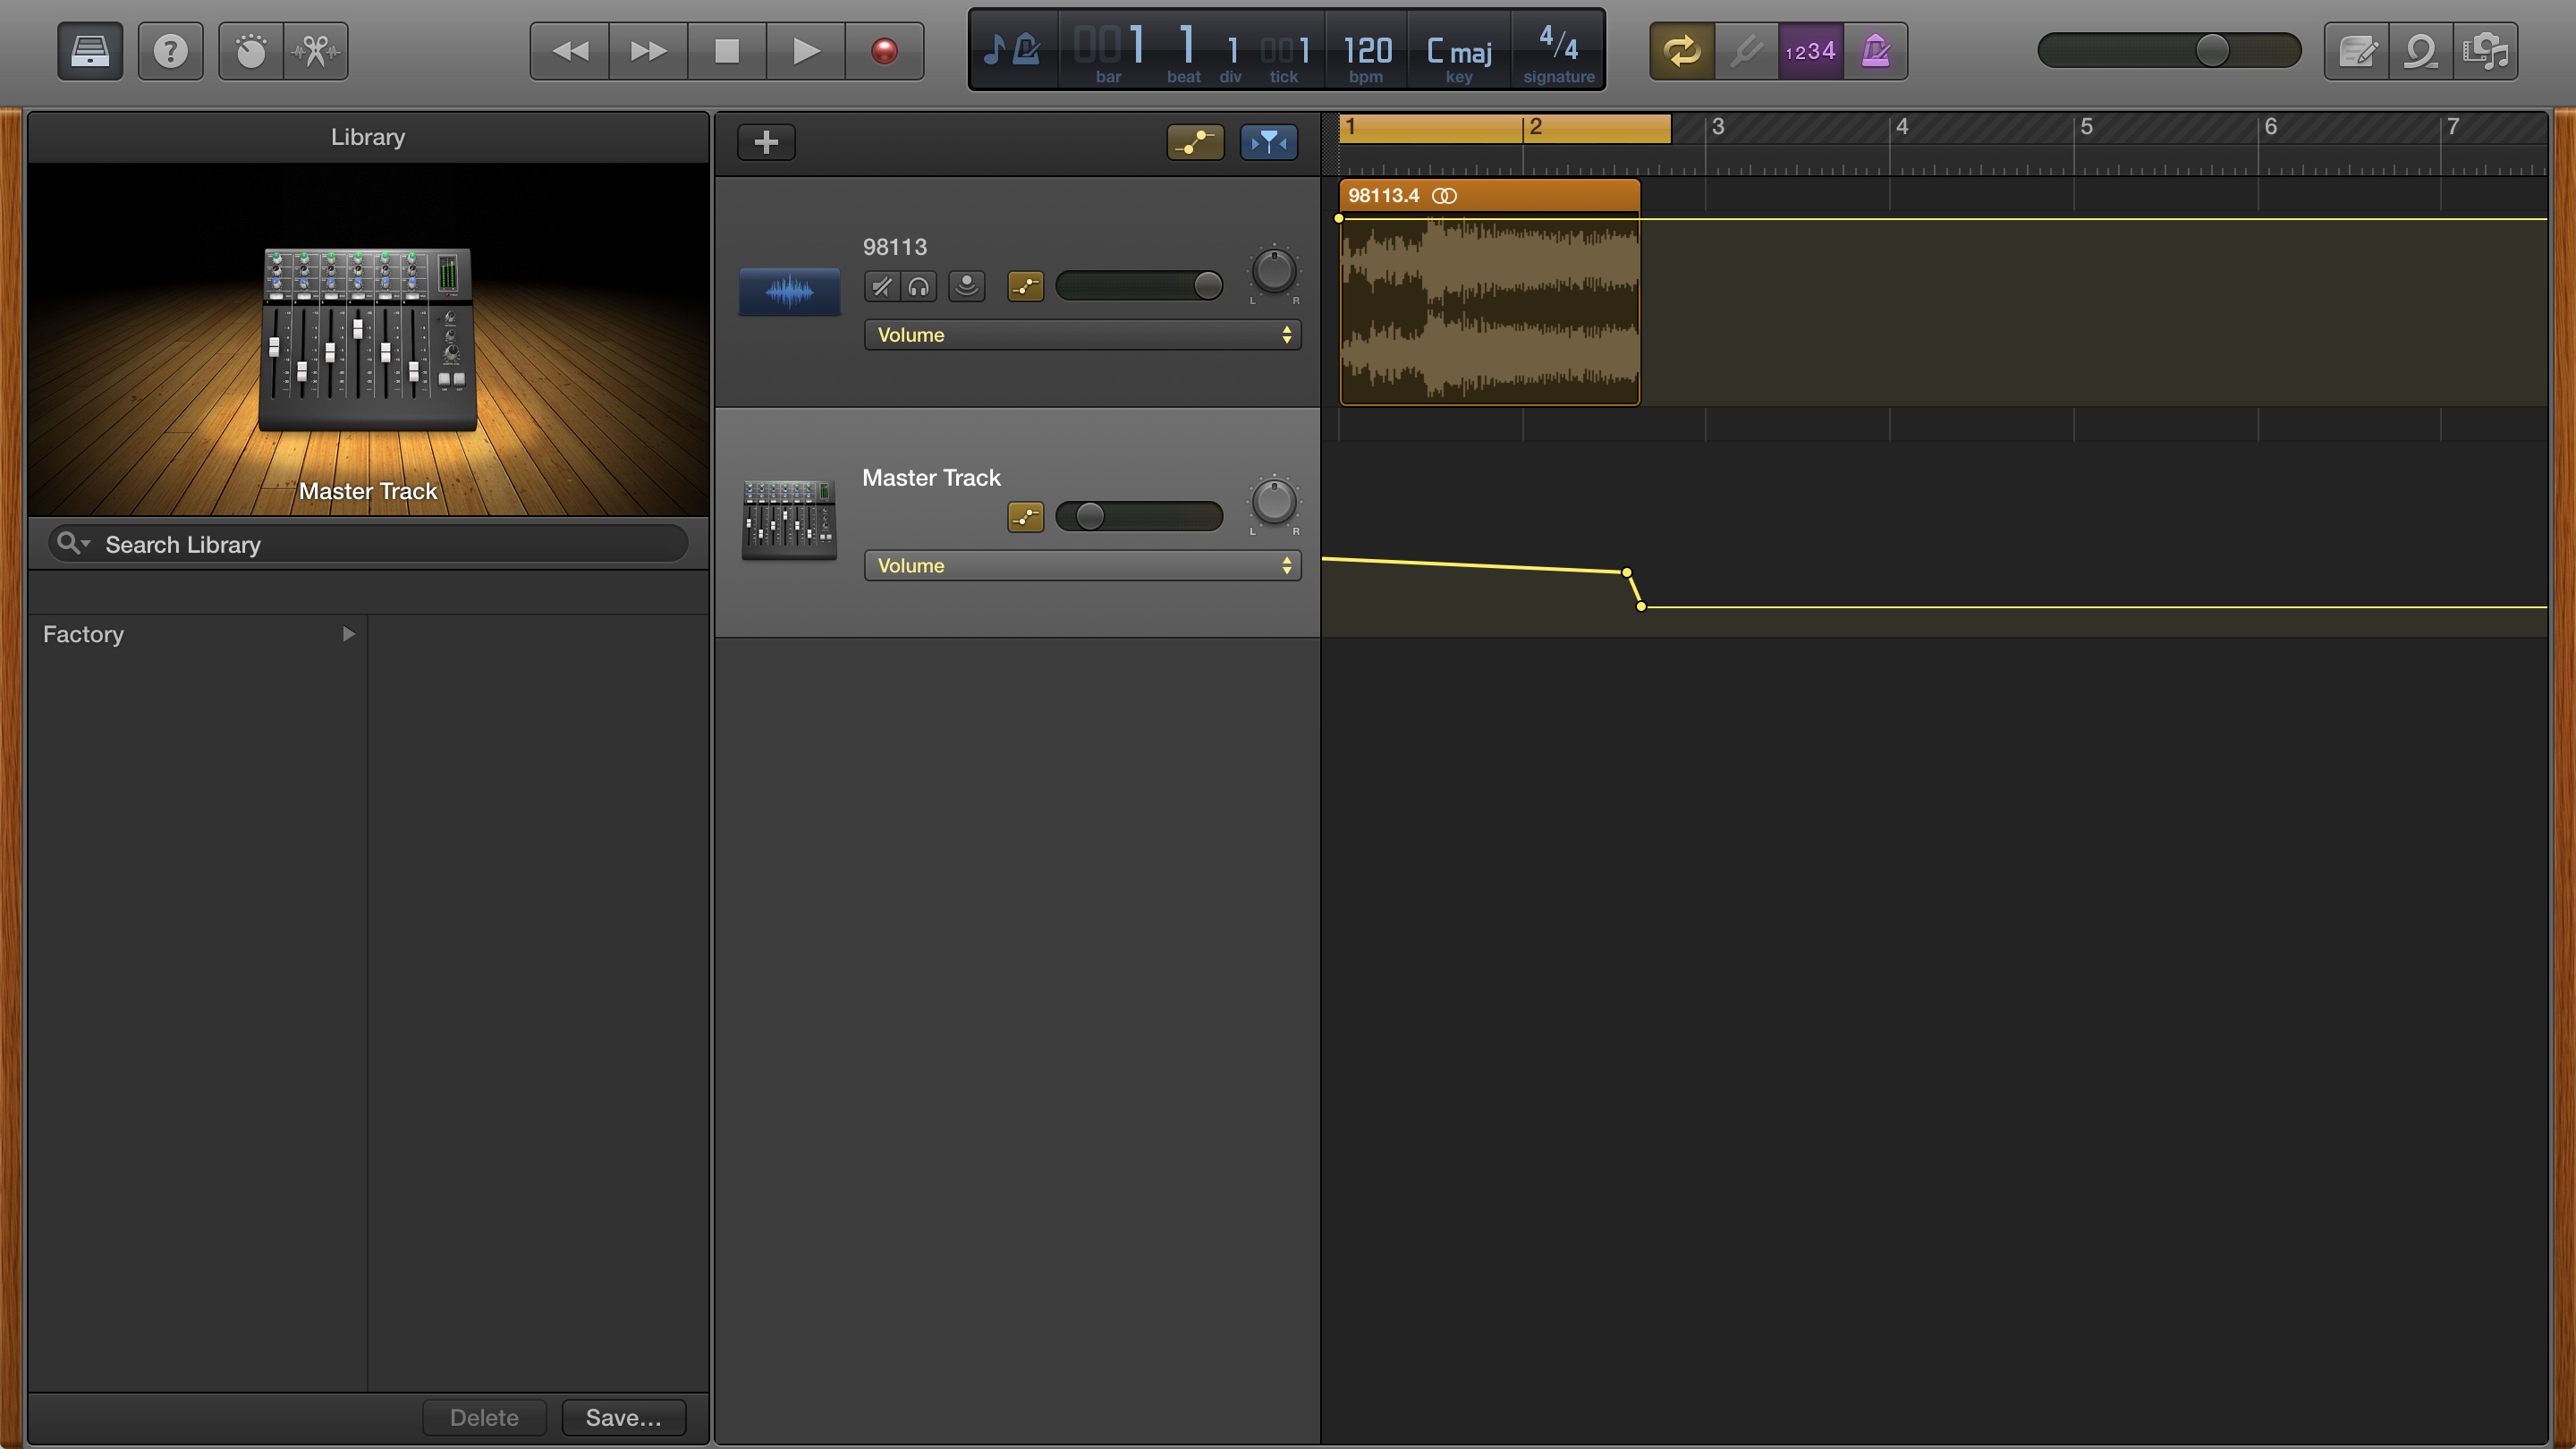 001 1 1 001 120 C maj 4/4
bar beat div tick bpm key signature
1234
Library
1 2 3 4 5 6 7
98113.4
98113
L R
Volume
Master Track
Master Track
L R
Search Library
Volume
Factory
Delete Save...